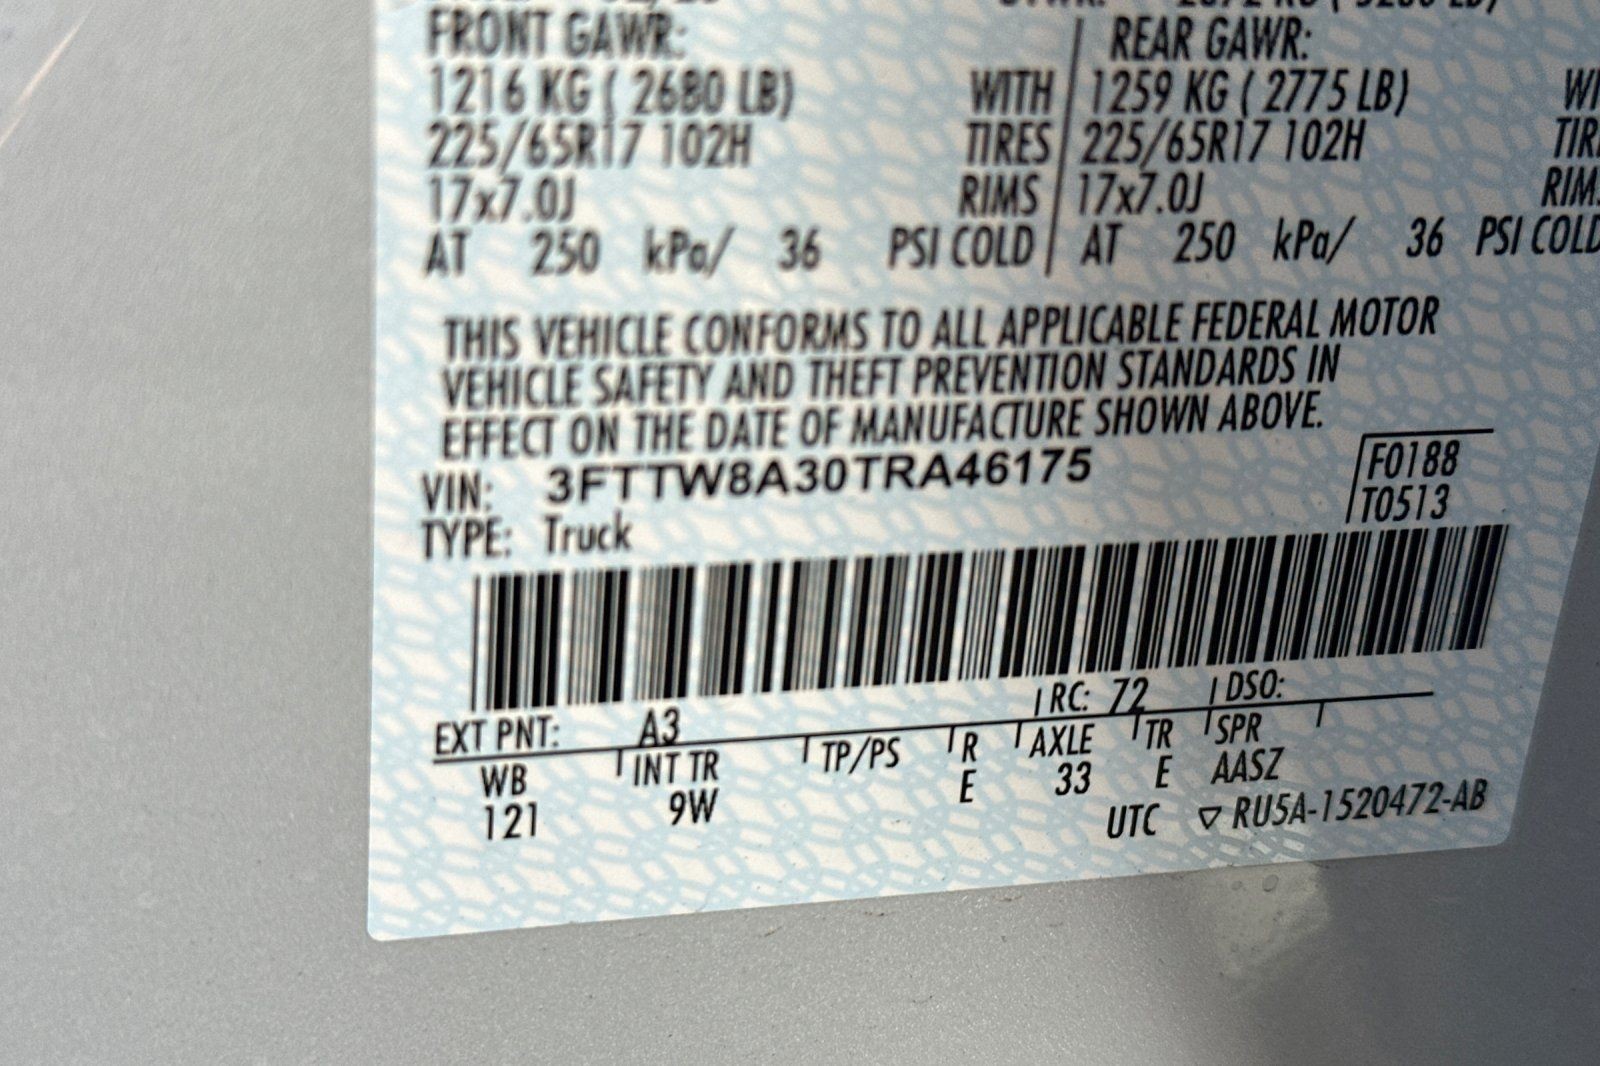 FRONT GAWR: REAR GAWR:
1216 KG ( 2680 LB) WITH 1259 KG ( 2775 LB)
225/65R17 102H TIRES 225/65R17 102H
17x7.0J RIMS 17x7.0J
AT 250 kPa/ 36 PSI COLD AT 250 kPa/ 36 PSI COLD
THIS VEHICLE CONFORMS TO ALL APPLICABLE FEDERAL MOTOR
VEHICLE SAFETY AND THEFT PREVENTION STANDARDS IN
EFFECT ON THE DATE OF MANUFACTURE SHOWN ABOVE.
VIN: 3FTTW8A30TRA46175 F0188
TYPE: Truck T0513
EXT PNT: A3 RC: 72 DSO:
WB INT TR TP/PS R AXLE TR SPR
121 9W E 33 E AASZ
UTC ▽ RU5A-1520472-AB